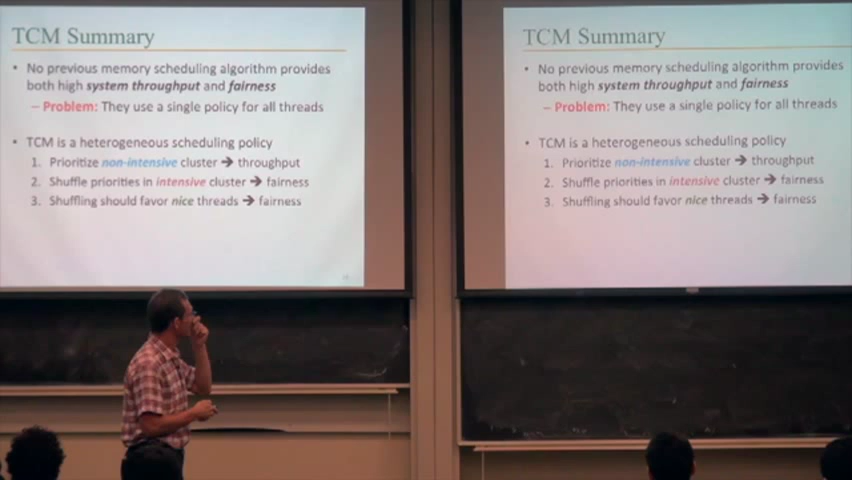 TCM Summary
• No previous memory scheduling algorithm provides
both high system throughput and fairness
– Problem: They use a single policy for all threads
• TCM is a heterogeneous scheduling policy
1. Prioritize non-intensive cluster ➔ throughput
2. Shuffle priorities in intensive cluster ➔ fairness
3. Shuffling should favor nice threads ➔ fairness
TCM Summary
• No previous memory scheduling algorithm provides
both high system throughput and fairness
– Problem: They use a single policy for all threads
• TCM is a heterogeneous scheduling policy
1. Prioritize non-intensive cluster ➔ throughput
2. Shuffle priorities in intensive cluster ➔ fairness
3. Shuffling should favor nice threads ➔ fairness